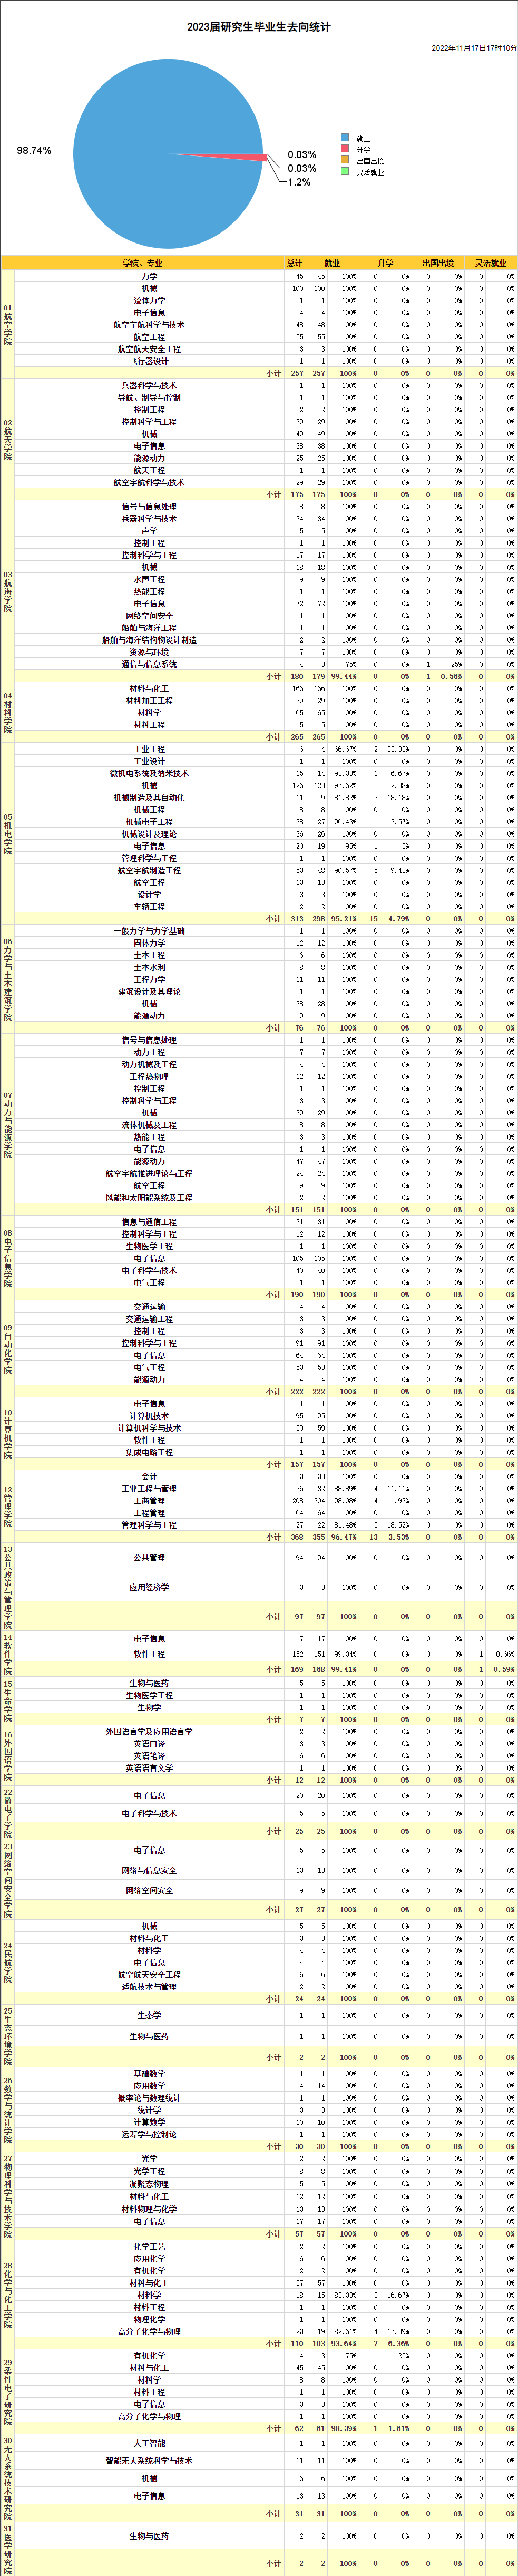 2023届研究生毕业生去向统计
2022年11月17日17时10分
98.74%
0.03%
0.03%
1.2%
就业
升学
出国出境
灵活就业
学院、专业 总计 就业 升学 出国出境 灵活就业
01航空学院
力学 45 45 100% 0 0% 0 0% 0 0%
机械 100 100 100% 0 0% 0 0% 0 0%
流体力学 1 1 100% 0 0% 0 0% 0 0%
电子信息 4 4 100% 0 0% 0 0% 0 0%
航空宇航科学与技术 48 48 100% 0 0% 0 0% 0 0%
航空工程 55 55 100% 0 0% 0 0% 0 0%
航空航天安全工程 3 3 100% 0 0% 0 0% 0 0%
飞行器设计 1 1 100% 0 0% 0 0% 0 0%
小计 257 257 100% 0 0% 0 0% 0 0%
02航天学院
兵器科学与技术 1 1 100% 0 0% 0 0% 0 0%
导航、制导与控制 1 1 100% 0 0% 0 0% 0 0%
控制工程 2 2 100% 0 0% 0 0% 0 0%
控制科学与工程 29 29 100% 0 0% 0 0% 0 0%
机械 49 49 100% 0 0% 0 0% 0 0%
电子信息 38 38 100% 0 0% 0 0% 0 0%
能源动力 25 25 100% 0 0% 0 0% 0 0%
航天工程 1 1 100% 0 0% 0 0% 0 0%
航空宇航科学与技术 29 29 100% 0 0% 0 0% 0 0%
小计 175 175 100% 0 0% 0 0% 0 0%
03航海学院
信号与信息处理 8 8 100% 0 0% 0 0% 0 0%
兵器科学与技术 34 34 100% 0 0% 0 0% 0 0%
声学 5 5 100% 0 0% 0 0% 0 0%
控制工程 1 1 100% 0 0% 0 0% 0 0%
控制科学与工程 17 17 100% 0 0% 0 0% 0 0%
机械 18 18 100% 0 0% 0 0% 0 0%
水声工程 9 9 100% 0 0% 0 0% 0 0%
热能工程 1 1 100% 0 0% 0 0% 0 0%
电子信息 72 72 100% 0 0% 0 0% 0 0%
网络空间安全 1 1 100% 0 0% 0 0% 0 0%
船舶与海洋工程 1 1 100% 0 0% 0 0% 0 0%
船舶与海洋结构物设计制造 2 2 100% 0 0% 0 0% 0 0%
资源与环境 7 7 100% 0 0% 0 0% 0 0%
通信与信息系统 4 3 75% 0 0% 1 25% 0 0%
小计 180 179 99.44% 0 0% 1 0.56% 0 0%
04材料学院
材料与化工 166 166 100% 0 0% 0 0% 0 0%
材料加工工程 29 29 100% 0 0% 0 0% 0 0%
材料学 65 65 100% 0 0% 0 0% 0 0%
材料工程 5 5 100% 0 0% 0 0% 0 0%
小计 265 265 100% 0 0% 0 0% 0 0%
05机电学院
工业工程 6 4 66.67% 2 33.33% 0 0% 0 0%
工业设计 1 1 100% 0 0% 0 0% 0 0%
微机电系统及纳米技术 15 14 93.33% 1 6.67% 0 0% 0 0%
机械 126 123 97.62% 3 2.38% 0 0% 0 0%
机械制造及其自动化 11 9 81.82% 2 18.18% 0 0% 0 0%
机械工程 8 8 100% 0 0% 0 0% 0 0%
机械电子工程 28 27 96.43% 1 3.57% 0 0% 0 0%
机械设计及理论 26 26 100% 0 0% 0 0% 0 0%
电子信息 20 19 95% 1 5% 0 0% 0 0%
管理科学与工程 1 1 100% 0 0% 0 0% 0 0%
航空宇航制造工程 53 48 90.57% 5 9.43% 0 0% 0 0%
航空工程 13 13 100% 0 0% 0 0% 0 0%
设计学 3 3 100% 0 0% 0 0% 0 0%
车辆工程 2 2 100% 0 0% 0 0% 0 0%
小计 313 298 95.21% 15 4.79% 0 0% 0 0%
06力学与土木建筑学院
一般力学与力学基础 1 1 100% 0 0% 0 0% 0 0%
固体力学 12 12 100% 0 0% 0 0% 0 0%
土木工程 6 6 100% 0 0% 0 0% 0 0%
土木水利 8 8 100% 0 0% 0 0% 0 0%
工程力学 11 11 100% 0 0% 0 0% 0 0%
建筑设计及其理论 1 1 100% 0 0% 0 0% 0 0%
机械 28 28 100% 0 0% 0 0% 0 0%
能源动力 9 9 100% 0 0% 0 0% 0 0%
小计 76 76 100% 0 0% 0 0% 0 0%
07动力与能源学院
信号与信息处理 1 1 100% 0 0% 0 0% 0 0%
动力工程 7 7 100% 0 0% 0 0% 0 0%
动力机械及工程 4 4 100% 0 0% 0 0% 0 0%
工程热物理 12 12 100% 0 0% 0 0% 0 0%
控制工程 1 1 100% 0 0% 0 0% 0 0%
控制科学与工程 3 3 100% 0 0% 0 0% 0 0%
机械 29 29 100% 0 0% 0 0% 0 0%
流体机械及工程 8 8 100% 0 0% 0 0% 0 0%
热能工程 3 3 100% 0 0% 0 0% 0 0%
电子信息 1 1 100% 0 0% 0 0% 0 0%
能源动力 47 47 100% 0 0% 0 0% 0 0%
航空宇航推进理论与工程 24 24 100% 0 0% 0 0% 0 0%
航空工程 9 9 100% 0 0% 0 0% 0 0%
风能和太阳能系统及工程 2 2 100% 0 0% 0 0% 0 0%
小计 151 151 100% 0 0% 0 0% 0 0%
08电子信息学院
信息与通信工程 31 31 100% 0 0% 0 0% 0 0%
控制科学与工程 12 12 100% 0 0% 0 0% 0 0%
生物医学工程 1 1 100% 0 0% 0 0% 0 0%
电子信息 105 105 100% 0 0% 0 0% 0 0%
电子科学与技术 40 40 100% 0 0% 0 0% 0 0%
电气工程 1 1 100% 0 0% 0 0% 0 0%
小计 190 190 100% 0 0% 0 0% 0 0%
09自动化学院
交通运输 4 4 100% 0 0% 0 0% 0 0%
交通运输工程 3 3 100% 0 0% 0 0% 0 0%
控制工程 3 3 100% 0 0% 0 0% 0 0%
控制科学与工程 91 91 100% 0 0% 0 0% 0 0%
电子信息 64 64 100% 0 0% 0 0% 0 0%
电气工程 53 53 100% 0 0% 0 0% 0 0%
能源动力 4 4 100% 0 0% 0 0% 0 0%
小计 222 222 100% 0 0% 0 0% 0 0%
10计算机学院
电子信息 1 1 100% 0 0% 0 0% 0 0%
计算机技术 95 95 100% 0 0% 0 0% 0 0%
计算机科学与技术 59 59 100% 0 0% 0 0% 0 0%
软件工程 1 1 100% 0 0% 0 0% 0 0%
集成电路工程 1 1 100% 0 0% 0 0% 0 0%
小计 157 157 100% 0 0% 0 0% 0 0%
12管理学院
会计 33 33 100% 0 0% 0 0% 0 0%
工业工程与管理 36 32 88.89% 4 11.11% 0 0% 0 0%
工商管理 208 204 98.08% 4 1.92% 0 0% 0 0%
工程管理 64 64 100% 0 0% 0 0% 0 0%
管理科学与工程 27 22 81.48% 5 18.52% 0 0% 0 0%
小计 368 355 96.47% 13 3.53% 0 0% 0 0%
13公共政策与管理学院
公共管理 94 94 100% 0 0% 0 0% 0 0%
应用经济学 3 3 100% 0 0% 0 0% 0 0%
小计 97 97 100% 0 0% 0 0% 0 0%
14软件学院
电子信息 17 17 100% 0 0% 0 0% 0 0%
软件工程 152 151 99.34% 0 0% 0 0% 1 0.66%
小计 169 168 99.41% 0 0% 0 0% 1 0.59%
15生命学院
生物与医药 5 5 100% 0 0% 0 0% 0 0%
生物医学工程 1 1 100% 0 0% 0 0% 0 0%
生物学 1 1 100% 0 0% 0 0% 0 0%
小计 7 7 100% 0 0% 0 0% 0 0%
16外国语学院
外国语言学及应用语言学 2 2 100% 0 0% 0 0% 0 0%
英语口译 3 3 100% 0 0% 0 0% 0 0%
英语笔译 6 6 100% 0 0% 0 0% 0 0%
英语语言文学 1 1 100% 0 0% 0 0% 0 0%
小计 12 12 100% 0 0% 0 0% 0 0%
22微电子学院
电子信息 20 20 100% 0 0% 0 0% 0 0%
电子科学与技术 5 5 100% 0 0% 0 0% 0 0%
小计 25 25 100% 0 0% 0 0% 0 0%
23网络空间安全学院
电子信息 5 5 100% 0 0% 0 0% 0 0%
网络与信息安全 13 13 100% 0 0% 0 0% 0 0%
网络空间安全 9 9 100% 0 0% 0 0% 0 0%
小计 27 27 100% 0 0% 0 0% 0 0%
24民航学院
机械 5 5 100% 0 0% 0 0% 0 0%
材料与化工 3 3 100% 0 0% 0 0% 0 0%
材料学 4 4 100% 0 0% 0 0% 0 0%
电子信息 4 4 100% 0 0% 0 0% 0 0%
航空航天安全工程 6 6 100% 0 0% 0 0% 0 0%
适航技术与管理 2 2 100% 0 0% 0 0% 0 0%
小计 24 24 100% 0 0% 0 0% 0 0%
25生态环境学院
生态学 1 1 100% 0 0% 0 0% 0 0%
生物与医药 1 1 100% 0 0% 0 0% 0 0%
小计 2 2 100% 0 0% 0 0% 0 0%
26数学与统计学院
基础数学 1 1 100% 0 0% 0 0% 0 0%
应用数学 14 14 100% 0 0% 0 0% 0 0%
概率论与数理统计 1 1 100% 0 0% 0 0% 0 0%
统计学 3 3 100% 0 0% 0 0% 0 0%
计算数学 10 10 100% 0 0% 0 0% 0 0%
运筹学与控制论 1 1 100% 0 0% 0 0% 0 0%
小计 30 30 100% 0 0% 0 0% 0 0%
27物理科学与技术学院
光学 2 2 100% 0 0% 0 0% 0 0%
光学工程 8 8 100% 0 0% 0 0% 0 0%
凝聚态物理 5 5 100% 0 0% 0 0% 0 0%
材料与化工 12 12 100% 0 0% 0 0% 0 0%
材料物理与化学 13 13 100% 0 0% 0 0% 0 0%
电子信息 17 17 100% 0 0% 0 0% 0 0%
小计 57 57 100% 0 0% 0 0% 0 0%
28化学与化工学院
化学工艺 2 2 100% 0 0% 0 0% 0 0%
应用化学 6 6 100% 0 0% 0 0% 0 0%
有机化学 2 2 100% 0 0% 0 0% 0 0%
材料与化工 57 57 100% 0 0% 0 0% 0 0%
材料学 18 15 83.33% 3 16.67% 0 0% 0 0%
材料工程 1 1 100% 0 0% 0 0% 0 0%
物理化学 1 1 100% 0 0% 0 0% 0 0%
高分子化学与物理 23 19 82.61% 4 17.39% 0 0% 0 0%
小计 110 103 93.64% 7 6.36% 0 0% 0 0%
29柔性电子研究院
有机化学 4 3 75% 1 25% 0 0% 0 0%
材料与化工 45 45 100% 0 0% 0 0% 0 0%
材料学 8 8 100% 0 0% 0 0% 0 0%
材料工程 1 1 100% 0 0% 0 0% 0 0%
电子信息 3 3 100% 0 0% 0 0% 0 0%
高分子化学与物理 1 1 100% 0 0% 0 0% 0 0%
小计 62 61 98.39% 1 1.61% 0 0% 0 0%
30无人系统技术研究院
人工智能 1 1 100% 0 0% 0 0% 0 0%
智能无人系统科学与技术 11 11 100% 0 0% 0 0% 0 0%
机械 6 6 100% 0 0% 0 0% 0 0%
电子信息 13 13 100% 0 0% 0 0% 0 0%
小计 31 31 100% 0 0% 0 0% 0 0%
31医学研究院
生物与医药 2 2 100% 0 0% 0 0% 0 0%
小计 2 2 100% 0 0% 0 0% 0 0%